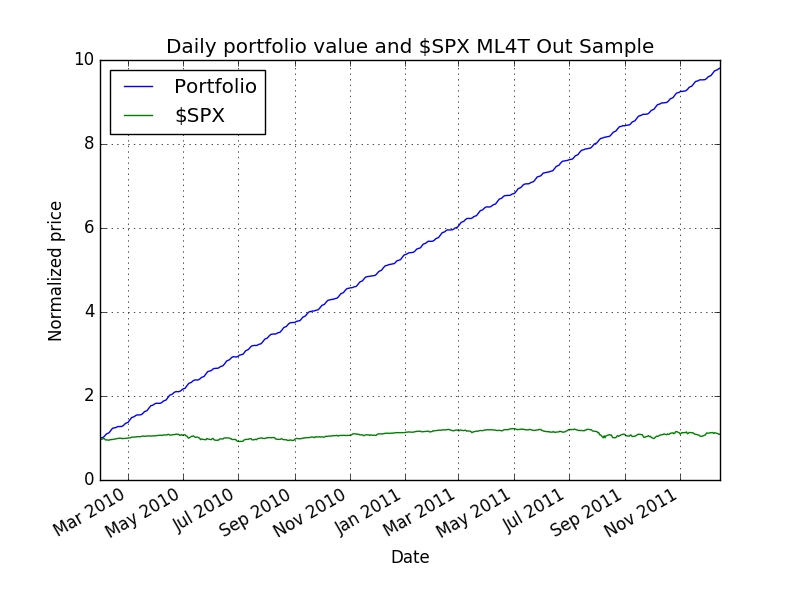 Daily portfolio value and $SPX ML4T Out Sample
10
8
6
4
2
0
Normalized price
Portfolio
$SPX
Mar 2010
May 2010
Jul 2010
Sep 2010
Nov 2010
Jan 2011
Mar 2011
May 2011
Jul 2011
Sep 2011
Nov 2011
Date